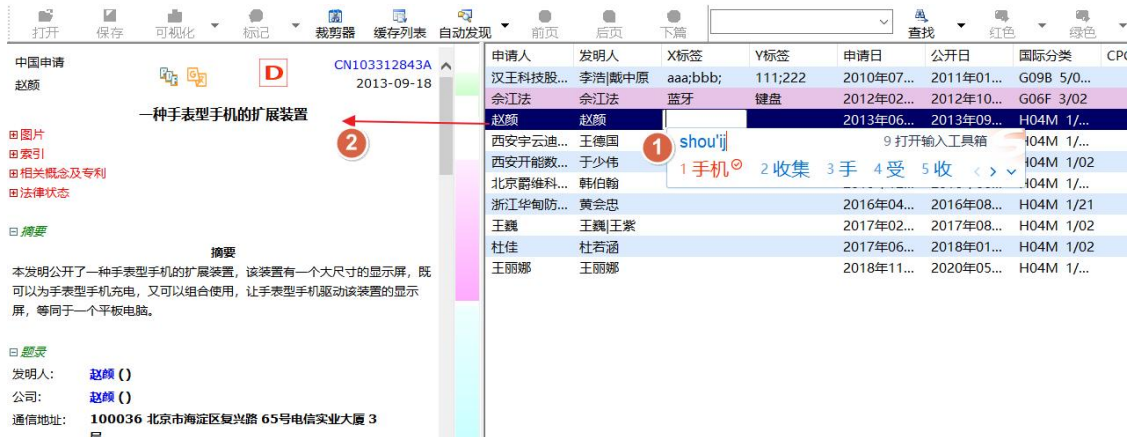 打开 保存 可视化 标记 裁剪器 缓存列表 自动发现 前页 后页 下篇 查找 红色 绿色
中国申请 CN103312843A
赵颜 D 2013-09-18
一种手表型手机的扩展装置
图片
索引
相关概念及专利
法律状态
摘要
摘要
本发明公开了一种手表型手机的扩展装置，该装置有一个大尺寸的显示屏，既
可以为手表型手机充电，又可以组合使用，让手表型手机驱动该装置的显示
屏，等同于一个平板电脑。
题录
发明人： 赵颜 ()
公司： 赵颜 ()
通信地址： 100036 北京市海淀区复兴路 65号电信实业大厦 3
2
申请人 发明人 X标签 Y标签 申请日 公开日 国际分类 CPC
汉王科技股... 李浩|戴中原 aaa;bbb; 111;222 2010年07... 2011年01... G09B 5/0...
佘江法 佘江法 蓝牙 键盘 2012年02... 2012年10... G06F 3/02
赵颜 赵颜 2013年06... 2013年09... H04M 1/...
西安宇云迪... 王德国 H04M 1/...
西安开能数... 于少伟 H04M 1/02
北京爵维科... 韩伯翰 H04M 1/...
浙江华甸防... 黄会忠 2016年04... 2016年08... H04M 1/21
王巍 王巍|王紫 2017年02... 2017年08... H04M 1/02
杜佳 杜若涵 2017年06... 2018年01... H04M 1/02
王丽娜 王丽娜 2018年11... 2020年05... H04M 1/...
1
shou'ij 9 打开输入工具箱
1 手机 2 收集 3 手 4 受 5 收